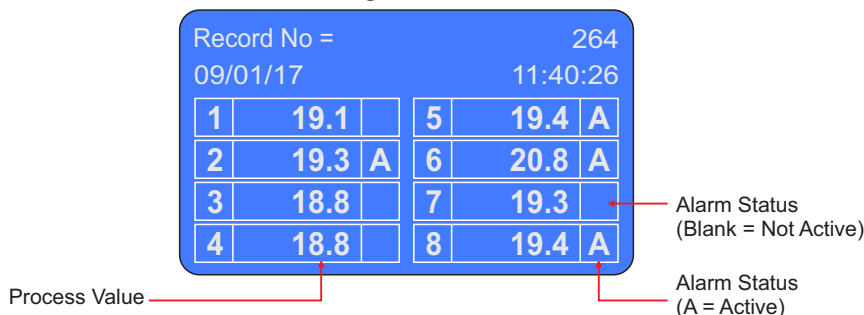 Record No = 264
09/01/17 11:40:26
1 19.1 5 19.4 A
2 19.3 A 6 20.8 A
3 18.8 7 19.3
4 18.8 8 19.4 A
Alarm Status
(Blank = Not Active)
Process Value
Alarm Status
(A = Active)